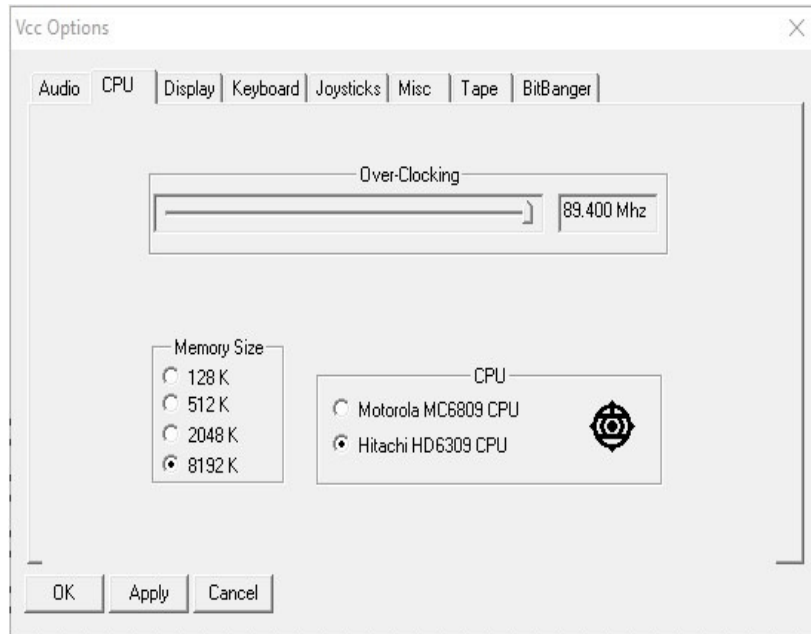 Vcc Options
Audio CPU Display Keyboard Joysticks Misc Tape BitBanger
Over-Clocking
89.400 Mhz
Memory Size
128 K
512 K
2048 K
8192 K
CPU
Motorola MC6809 CPU
Hitachi HD6309 CPU
OK Apply Cancel